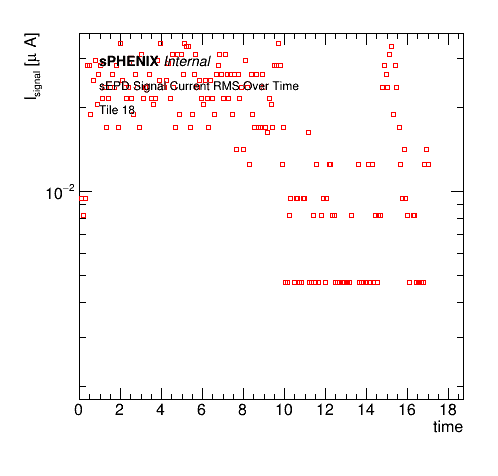 I_signal [μ A]
sPHENIX Internal
sEPD Signal Current RMS Over Time
Tile 18
10⁻²
0 2 4 6 8 10 12 14 16 18
time